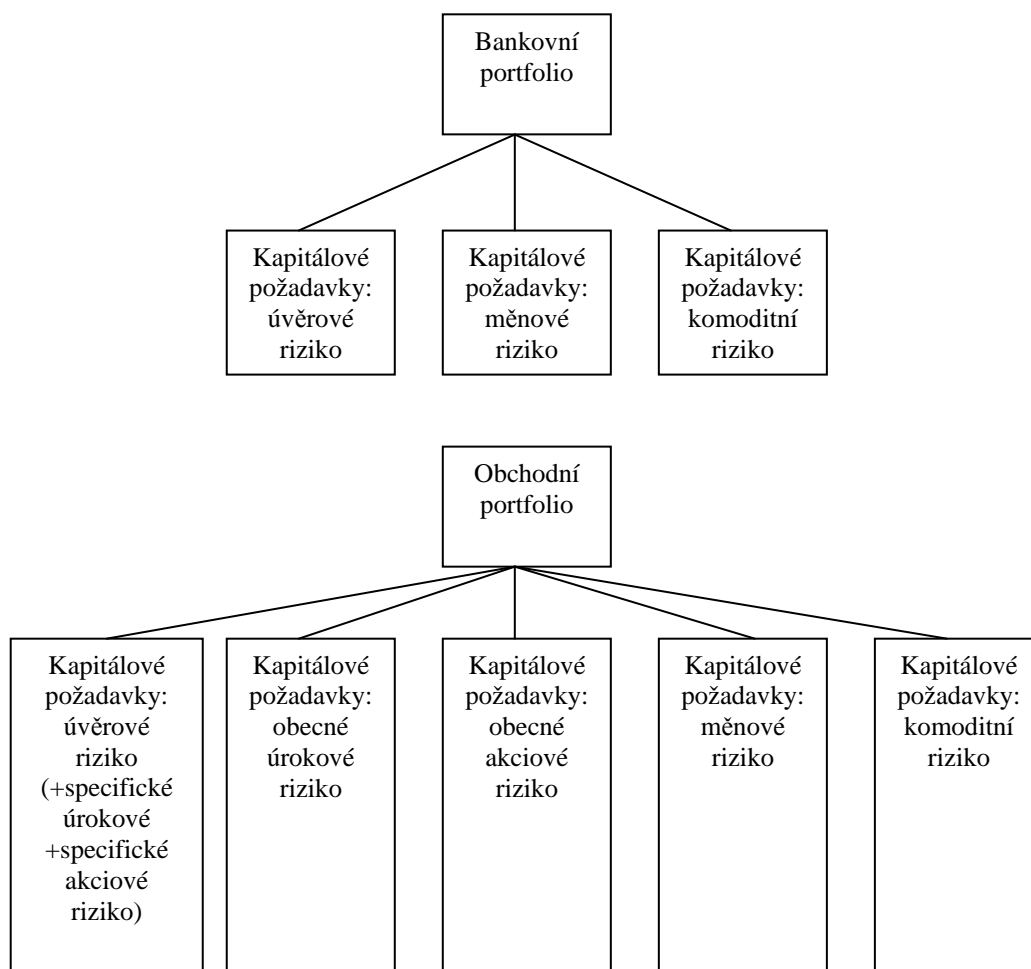 Bankovní
portfolio
Kapitálové
požadavky:
úvěrové
riziko
Kapitálové
požadavky:
měnové
riziko
Kapitálové
požadavky:
komoditní
riziko
Obchodní
portfolio
Kapitálové
požadavky:
úvěrové
riziko
(+specifické
úrokové
+specifické
akciové
riziko)
Kapitálové
požadavky:
obecné
úrokové
riziko
Kapitálové
požadavky:
obecné
akciové
riziko
Kapitálové
požadavky:
měnové
riziko
Kapitálové
požadavky:
komoditní
riziko